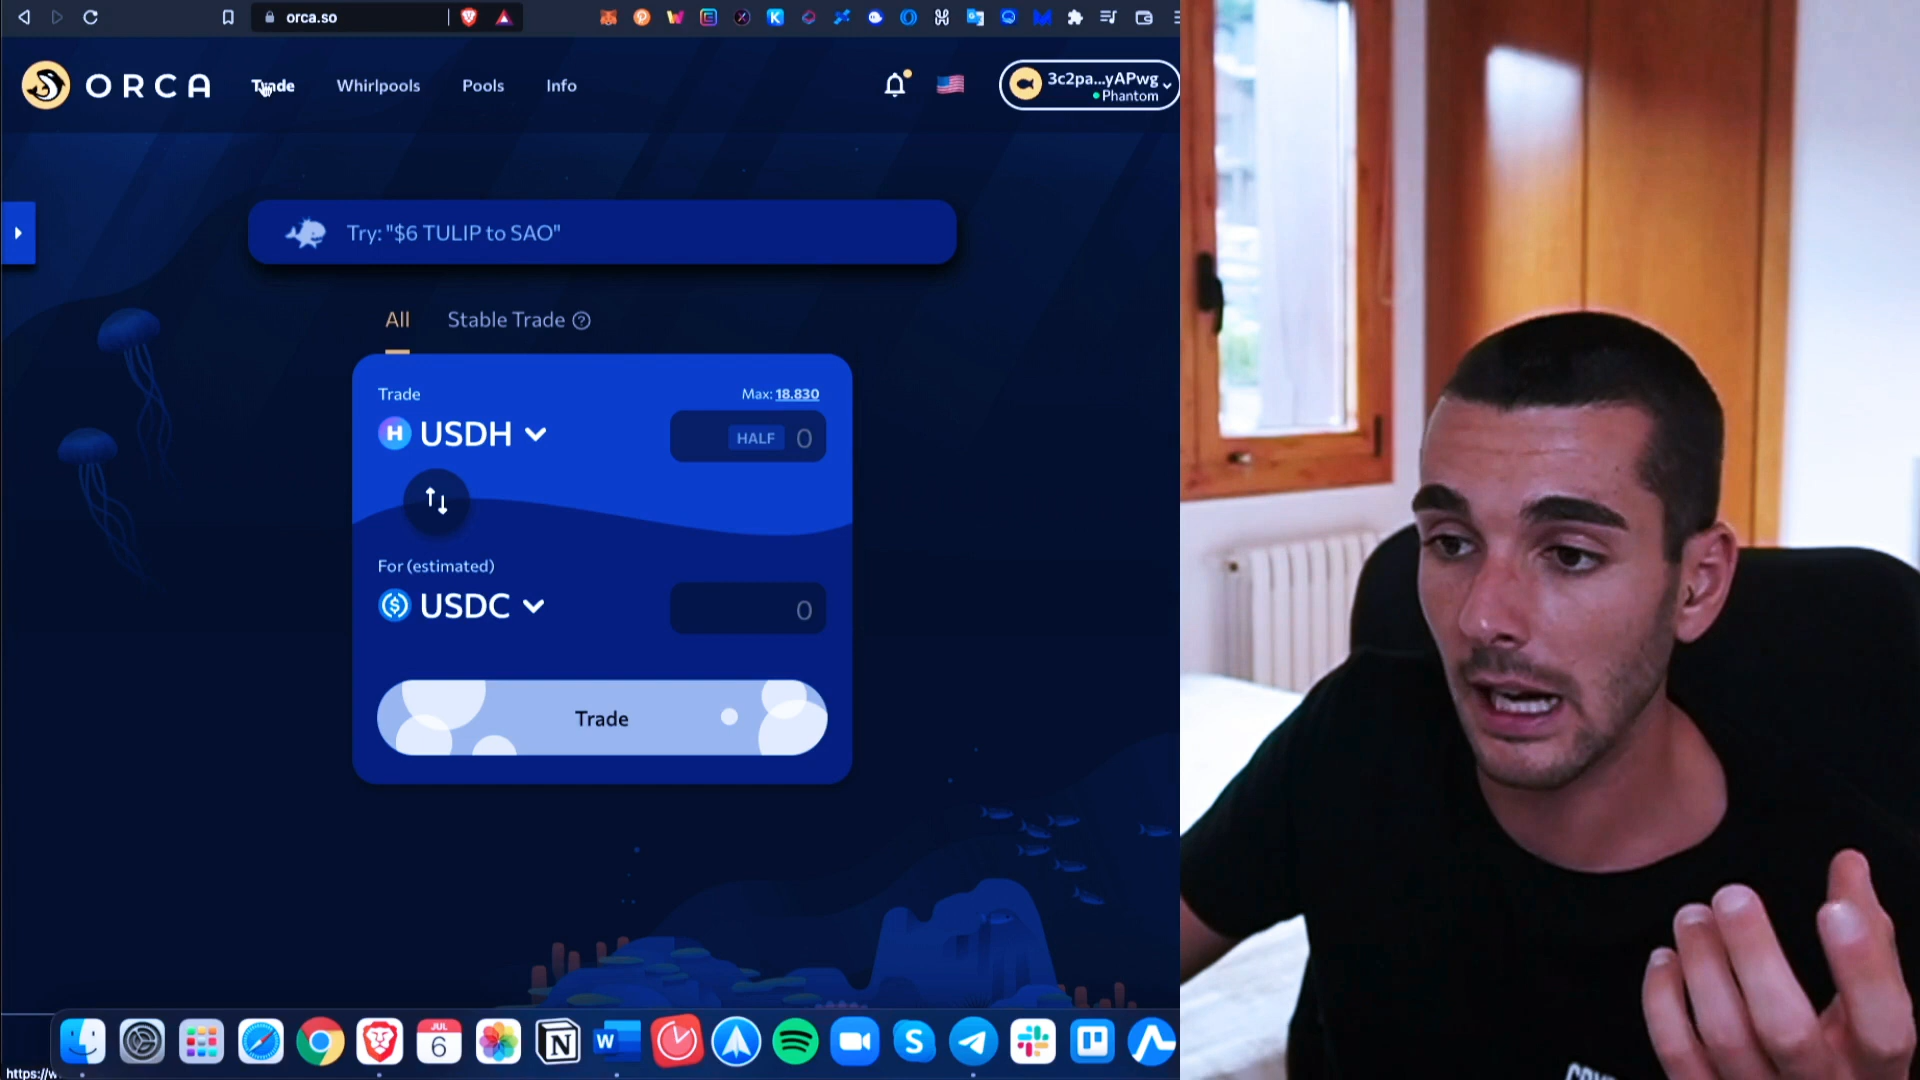 orca.so
ORCA
Trade
Whirlpools
Pools
Info
3c2pa...yAPwg
Phantom
Try: "$6 TULIP to SAO"
All
Stable Trade ?
Trade
Max: 18.830
USDH
HALF
0
For (estimated)
USDC
0
Trade
JUL
6
https://w